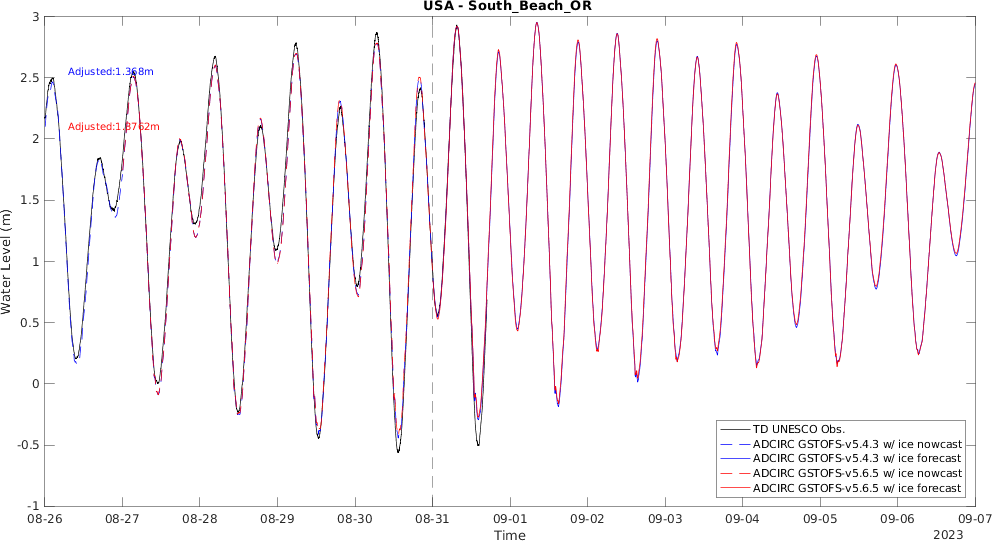 USA - South_Beach_OR
Water Level (m)
3
2.5
2
1.5
1
0.5
0
-0.5
-1
Adjusted:1.368m
Adjusted:1.3762m
TD UNESCO Obs.
ADCIRC GSTOFS-v5.4.3 w/ ice nowcast
ADCIRC GSTOFS-v5.4.3 w/ ice forecast
ADCIRC GSTOFS-v5.6.5 w/ ice nowcast
ADCIRC GSTOFS-v5.6.5 w/ ice forecast
08-26 08-27 08-28 08-29 08-30 08-31 09-01 09-02 09-03 09-04 09-05 09-06 09-07
Time
2023